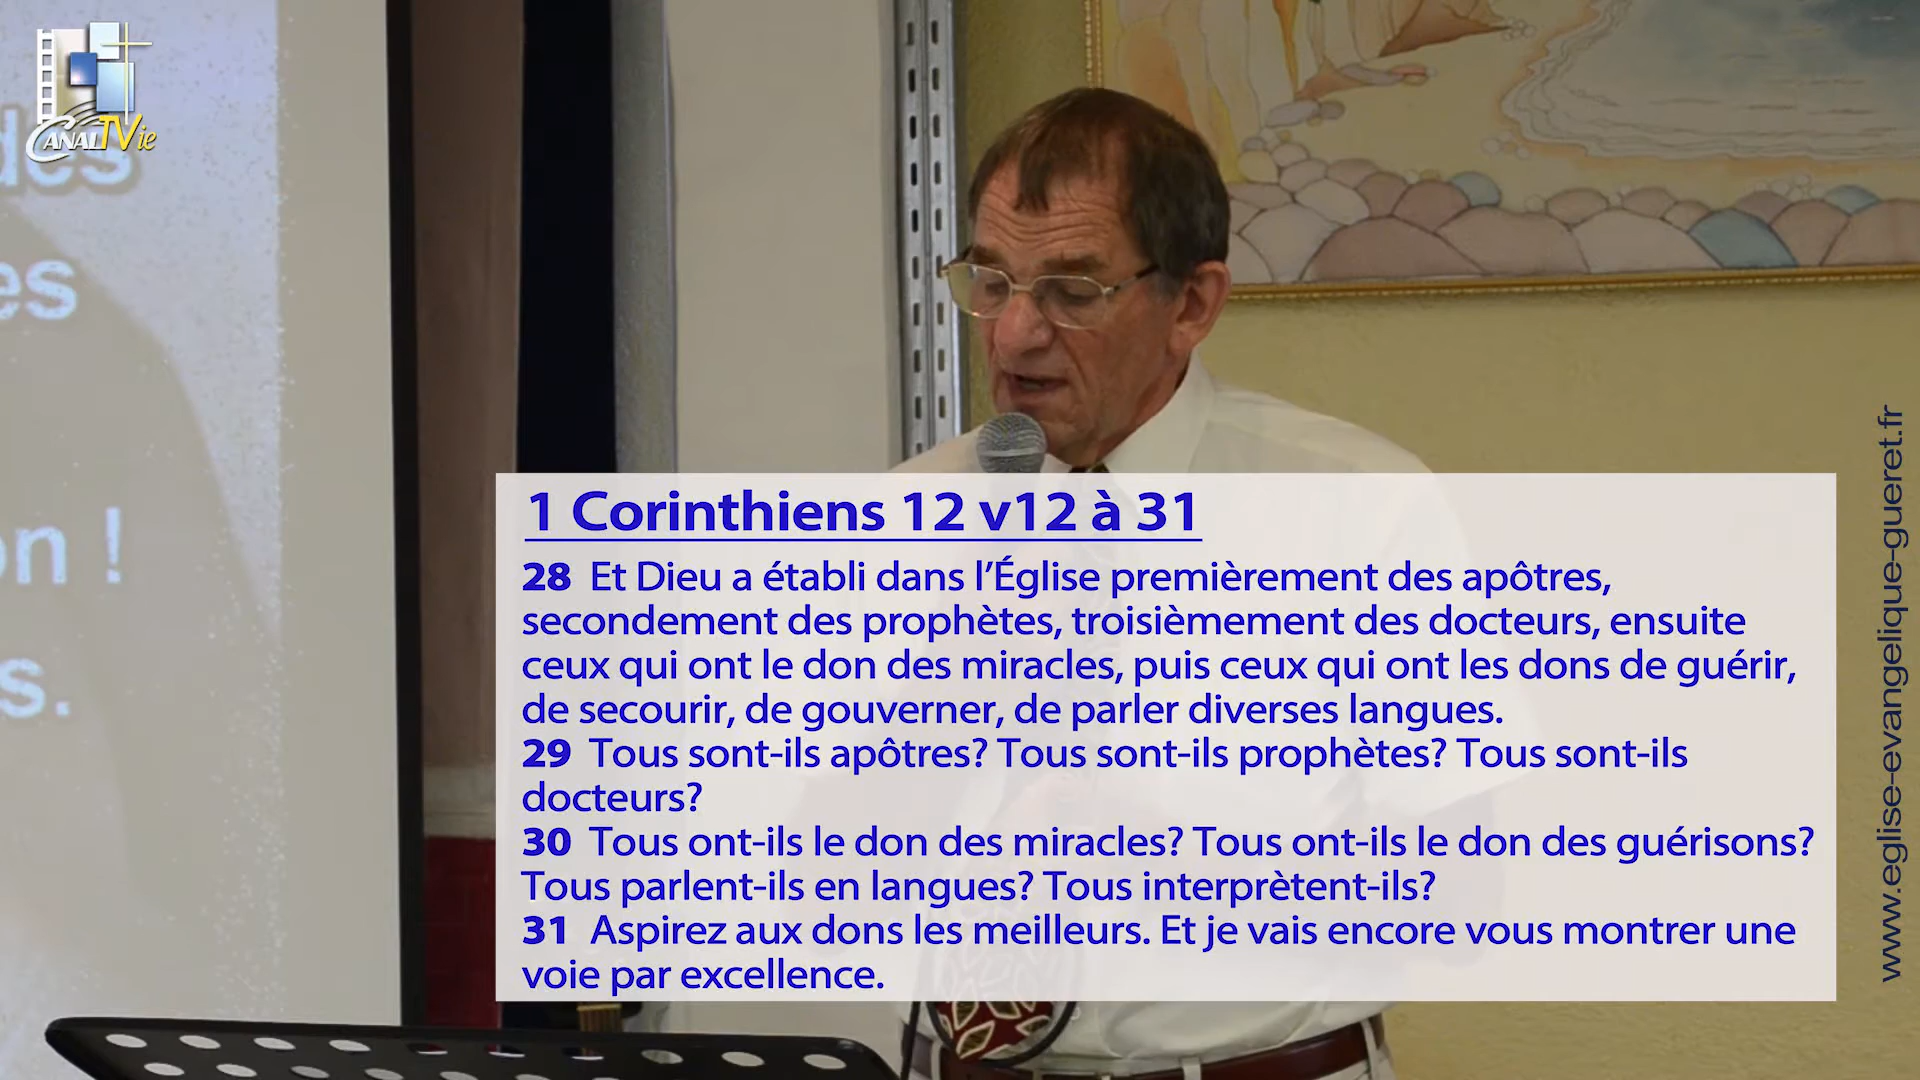 CANAL TVie
des
es
on !
s.
1 Corinthiens 12 v12 à 31
28 Et Dieu a établi dans l’Église premièrement des apôtres,
secondement des prophètes, troisièmement des docteurs, ensuite
ceux qui ont le don des miracles, puis ceux qui ont les dons de guérir,
de secourir, de gouverner, de parler diverses langues.
29 Tous sont-ils apôtres? Tous sont-ils prophètes? Tous sont-ils
docteurs?
30 Tous ont-ils le don des miracles? Tous ont-ils le don des guérisons?
Tous parlent-ils en langues? Tous interprètent-ils?
31 Aspirez aux dons les meilleurs. Et je vais encore vous montrer une
voie par excellence.
www.eglise-evangelique-gueret.fr